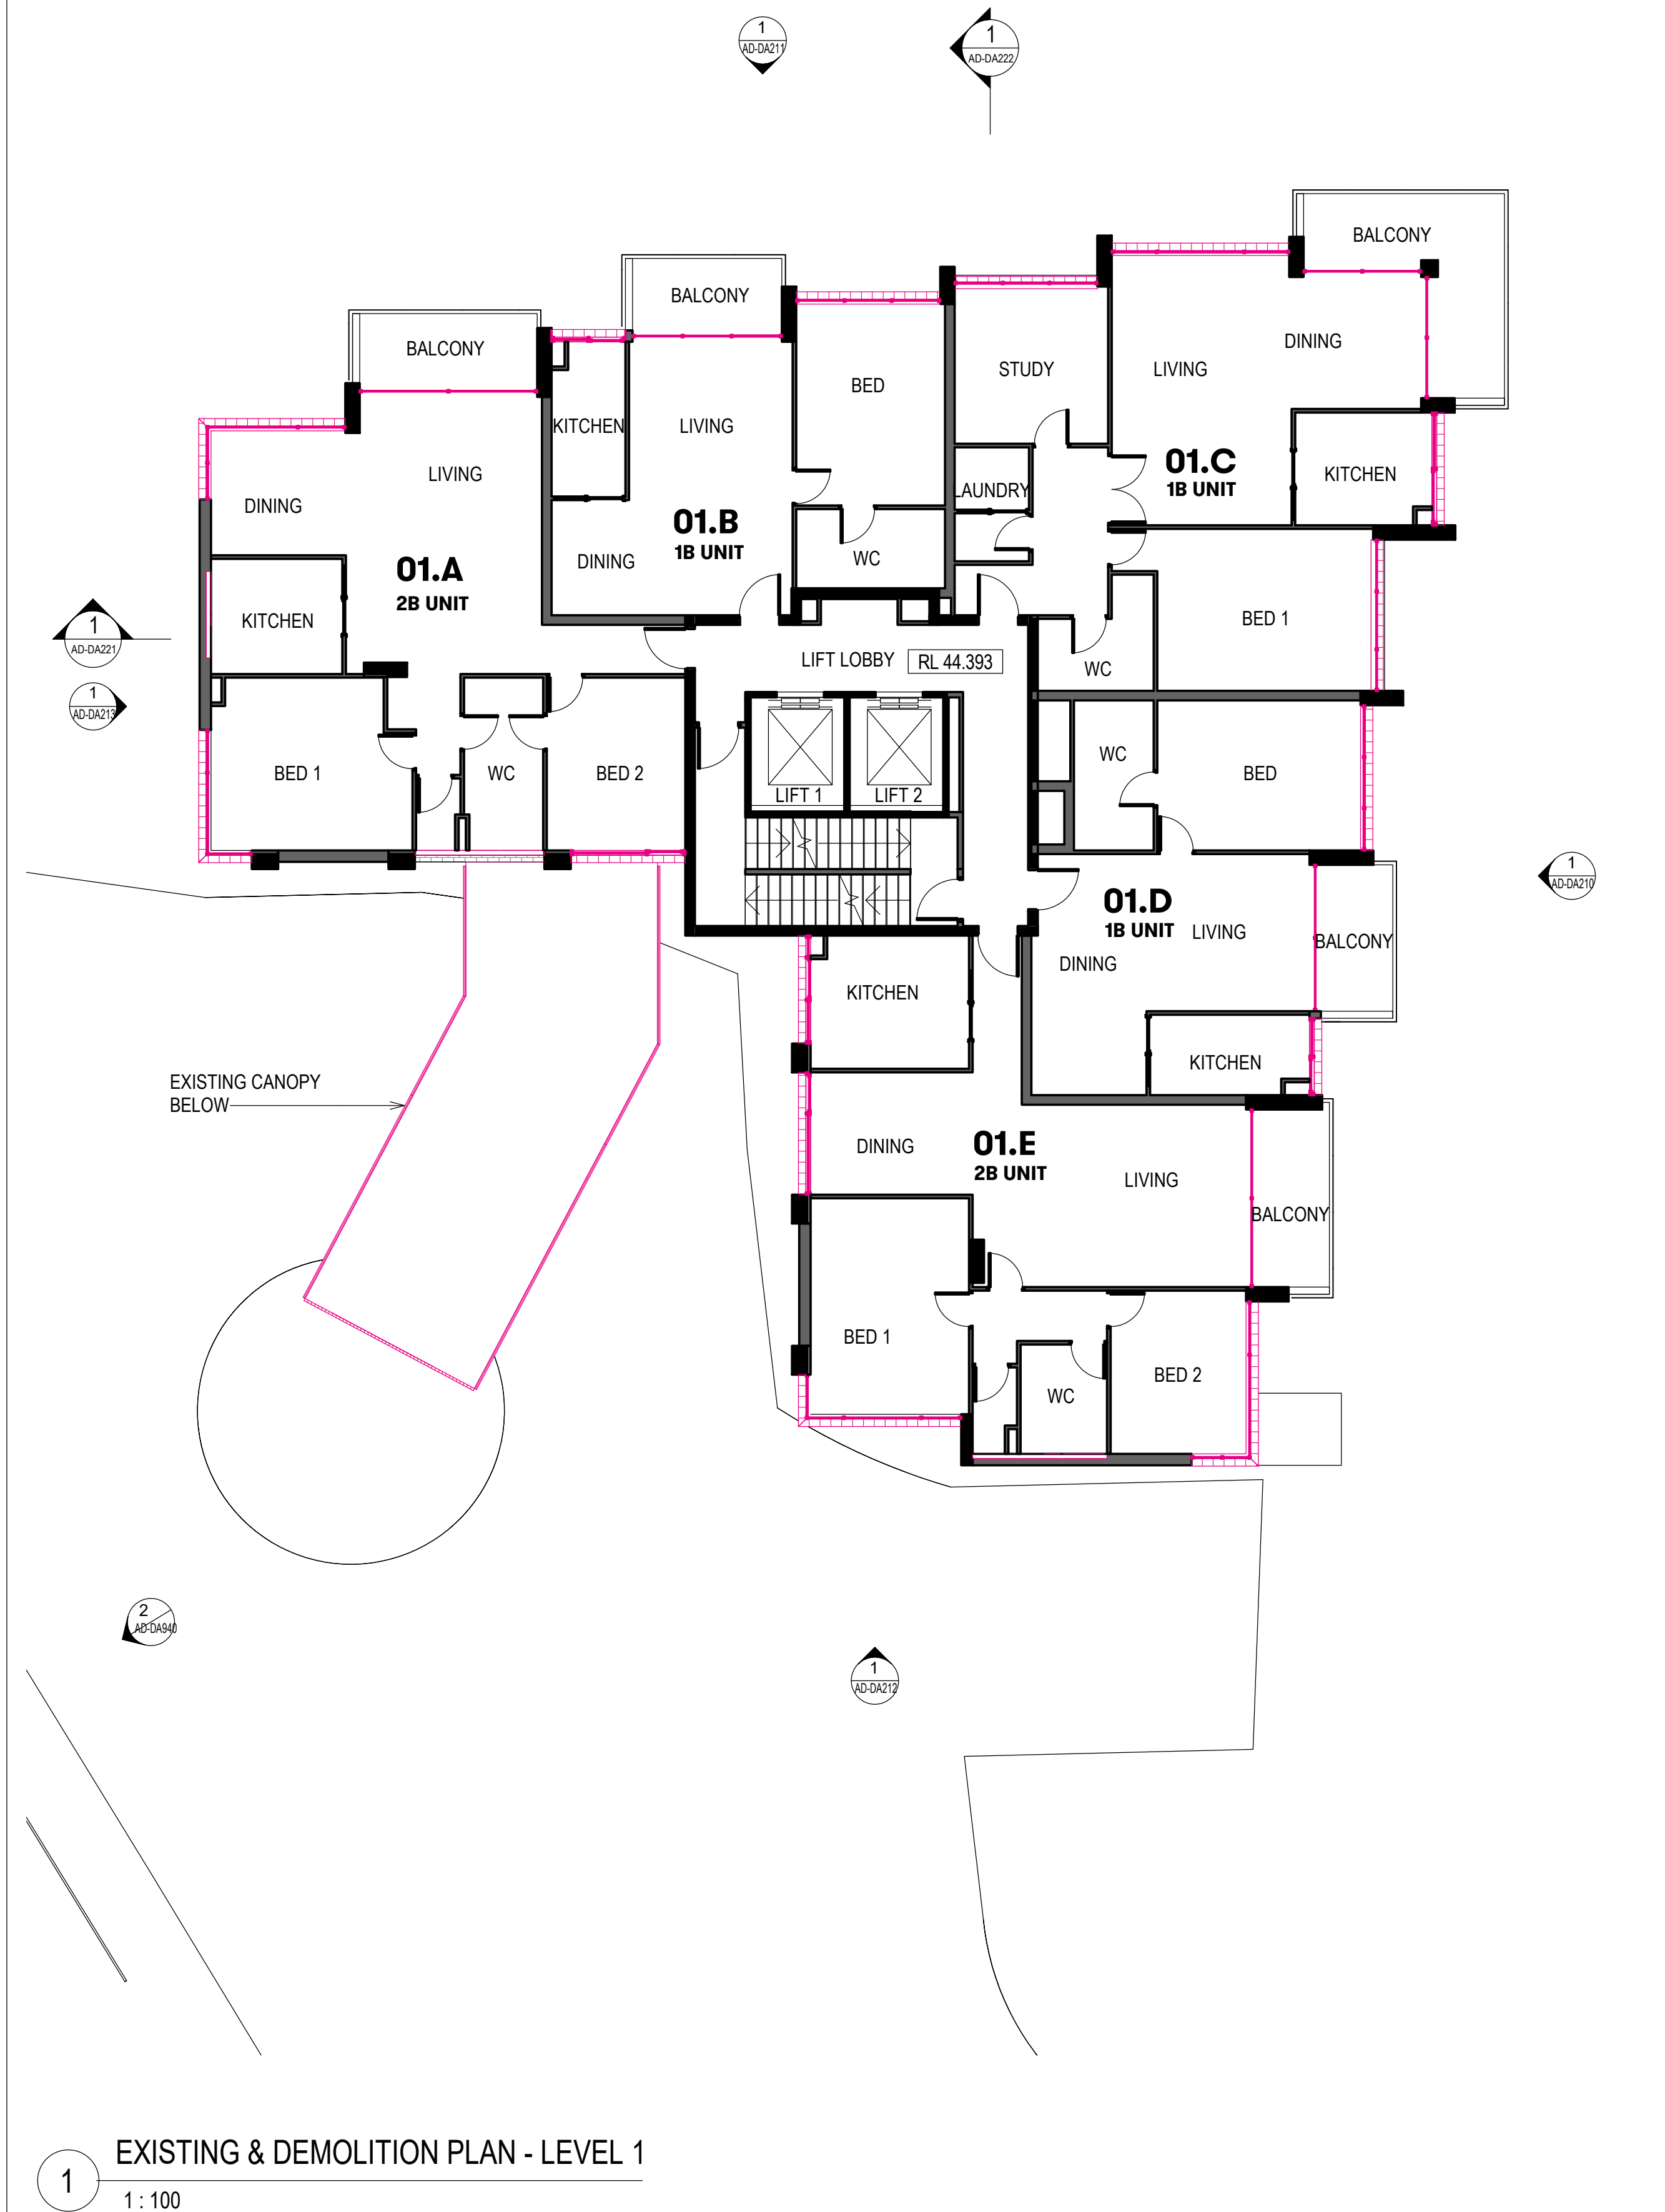 1
AD-DA211
1
AD-DA222
BALCONY
BALCONY
BALCONY
DINING
LIVING
STUDY
BED
LIVING
KITCHEN
LIVING
DINING
01.C
1B UNIT
KITCHEN
LAUNDRY
01.B
1B UNIT
DINING
WC
01.A
2B UNIT
KITCHEN
BED 1
1
AD-DA221
LIFT LOBBY
RL 44.393
WC
1
AD-DA213
BED 1
WC
BED 2
LIFT 1
LIFT 2
WC
BED
1
AD-DA210
01.D
1B UNIT
LIVING
BALCONY
DINING
KITCHEN
KITCHEN
EXISTING CANOPY
BELOW
DINING
01.E
2B UNIT
LIVING
BALCONY
BED 1
WC
BED 2
2
AD-DA940
1
AD-DA212
1
EXISTING & DEMOLITION PLAN - LEVEL 1
1 : 100